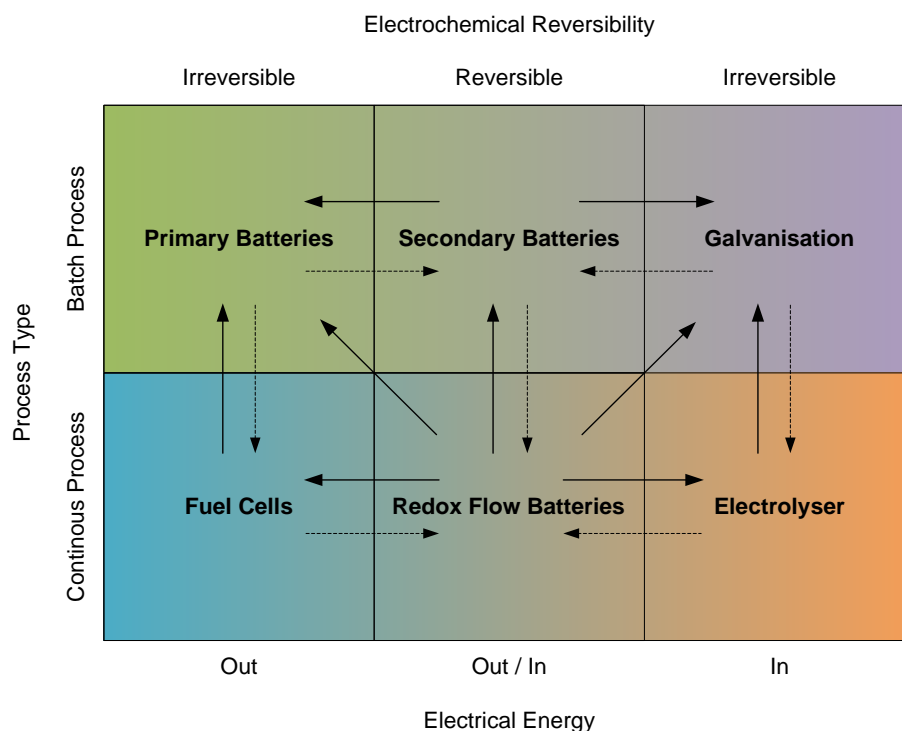 Electrochemical Reversibility
Irreversible
Reversible
Irreversible
Process Type
Batch Process
Primary Batteries
Secondary Batteries
Galvanisation
Continous Process
Fuel Cells
Redox Flow Batteries
Electrolyser
Out
Out / In
In
Electrical Energy